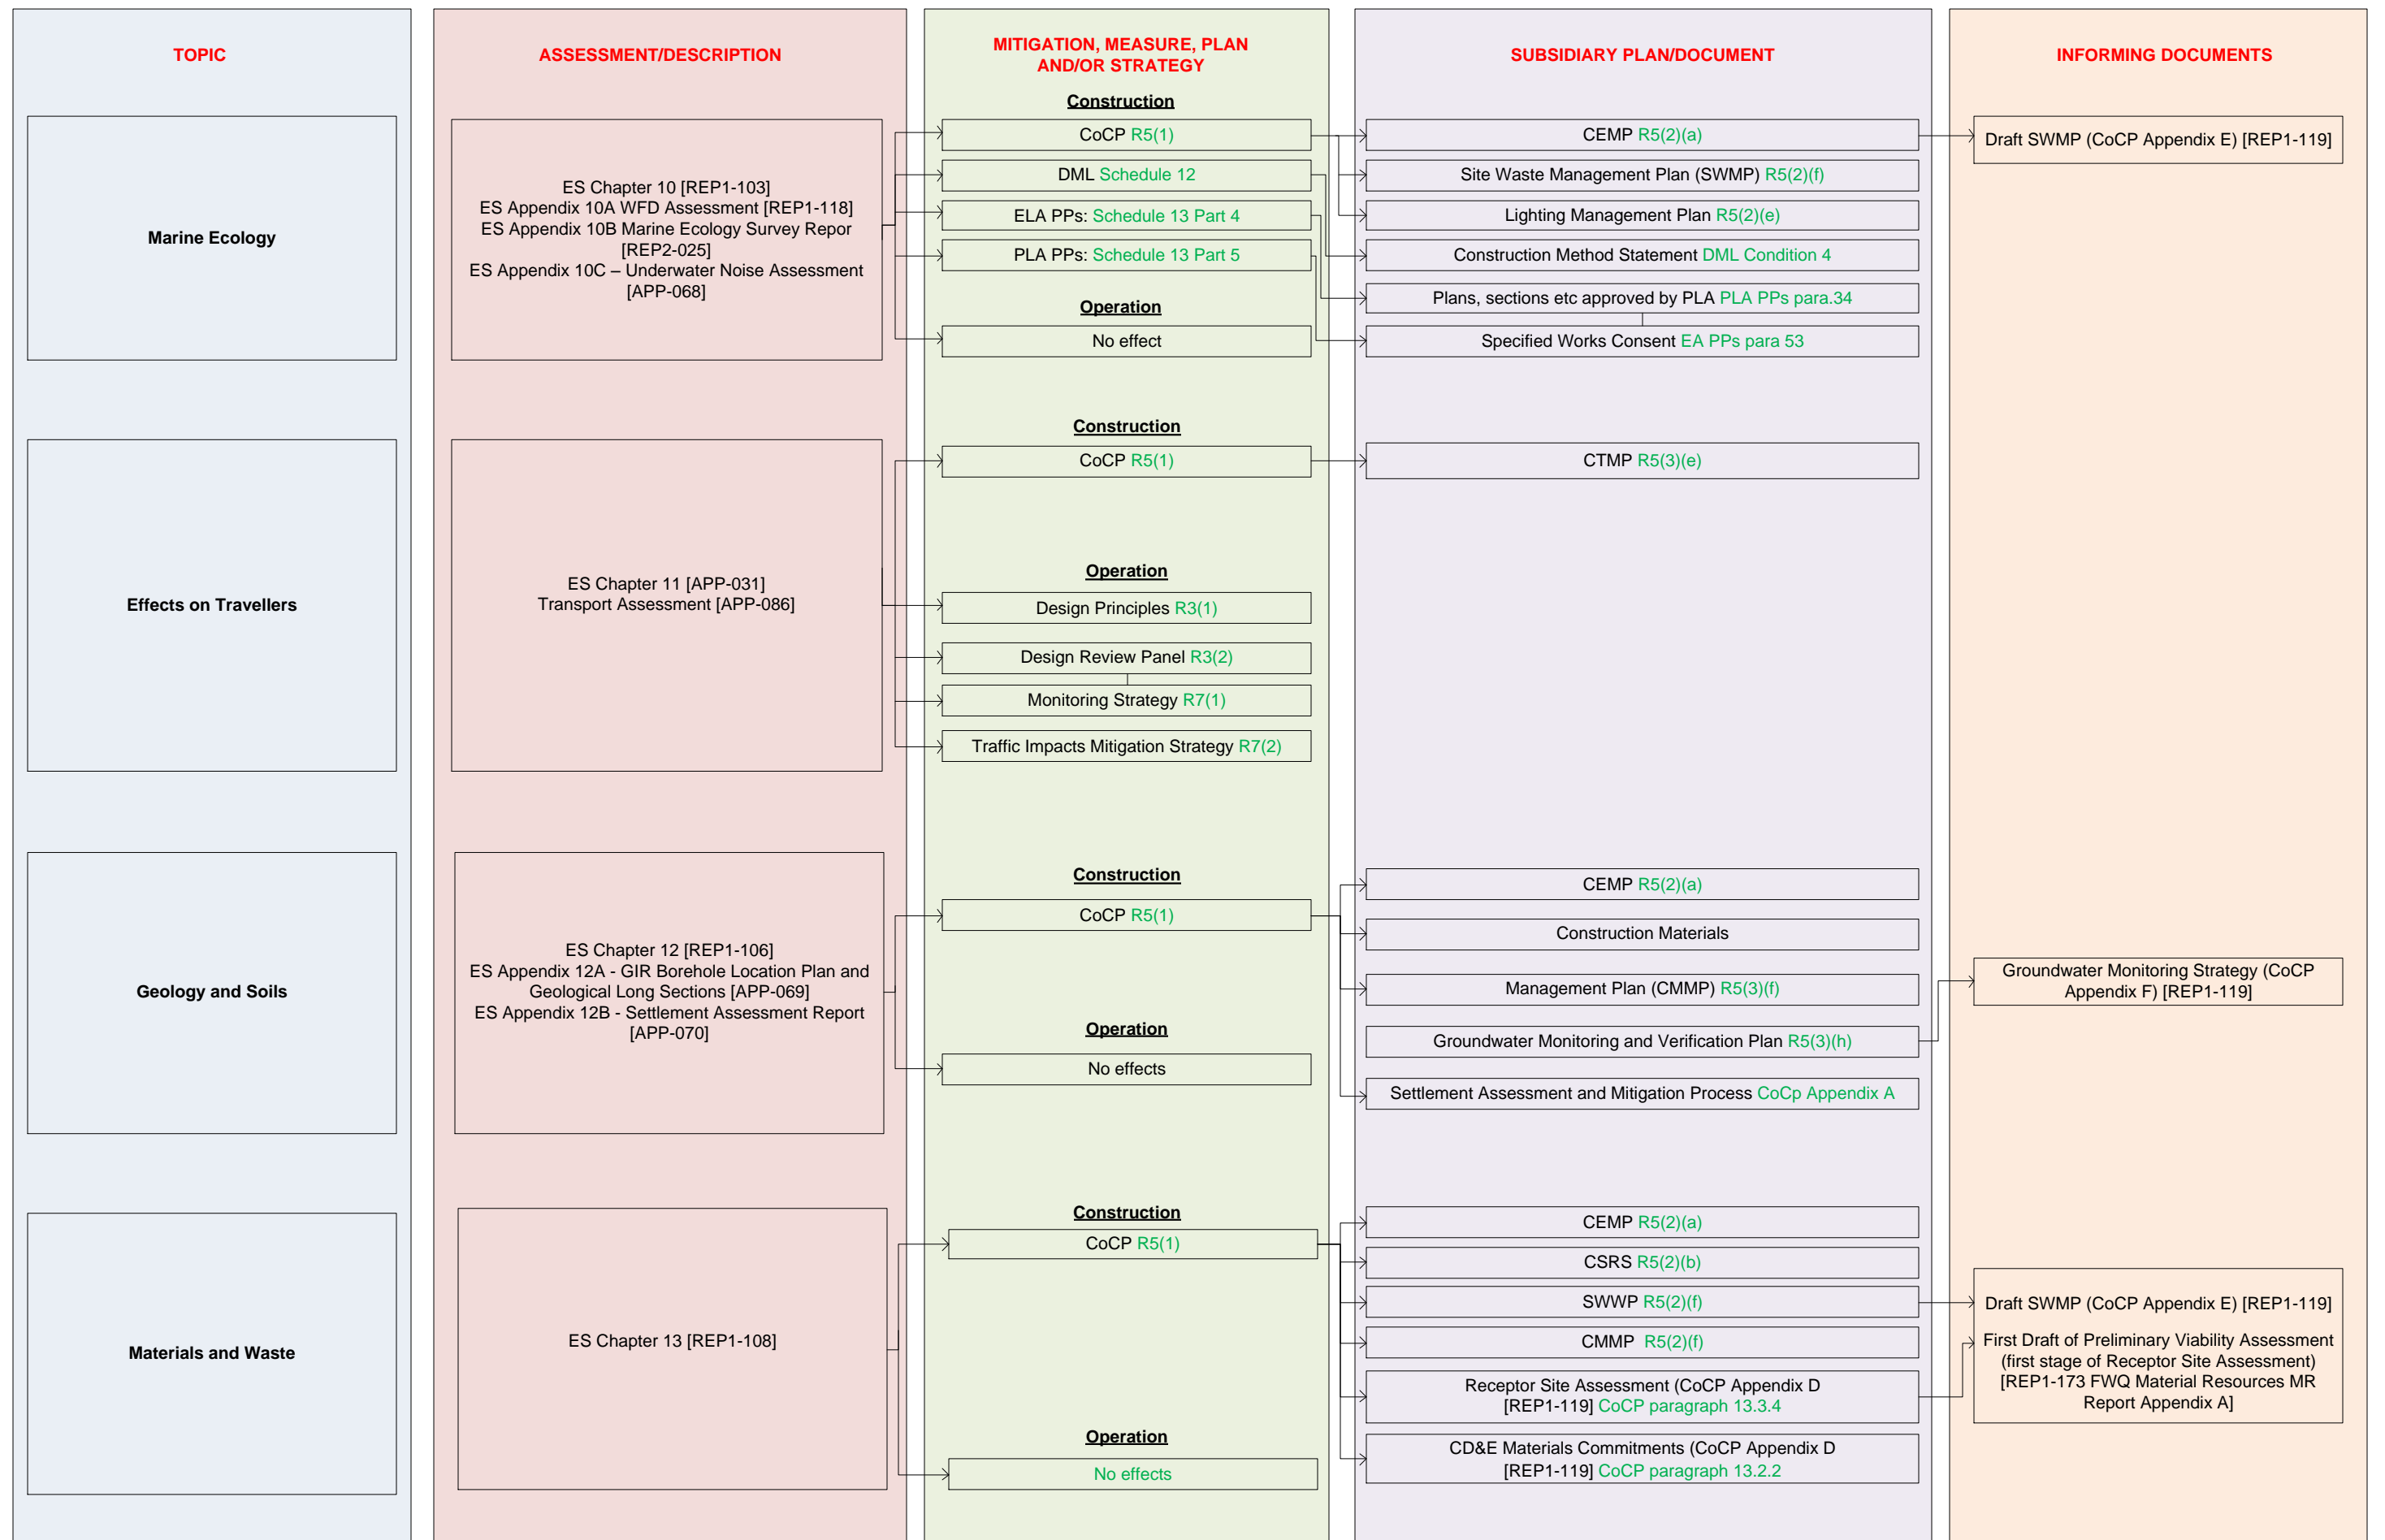 TOPIC
ASSESSMENT/DESCRIPTION
MITIGATION, MEASURE, PLAN
AND/OR STRATEGY
SUBSIDIARY PLAN/DOCUMENT
INFORMING DOCUMENTS
Marine Ecology
ES Chapter 10 [REP1-103]
ES Appendix 10A WFD Assessment [REP1-118]
ES Appendix 10B Marine Ecology Survey Repor
[REP2-025]
ES Appendix 10C – Underwater Noise Assessment
[APP-068]
Construction
CoCP R5(1)
DML Schedule 12
ELA PPs: Schedule 13 Part 4
PLA PPs: Schedule 13 Part 5
Operation
No effect
CEMP R5(2)(a)
Site Waste Management Plan (SWMP) R5(2)(f)
Lighting Management Plan R5(2)(e)
Construction Method Statement DML Condition 4
Plans, sections etc approved by PLA PLA PPs para.34
Specified Works Consent EA PPs para 53
Draft SWMP (CoCP Appendix E) [REP1-119]
Effects on Travellers
ES Chapter 11 [APP-031]
Transport Assessment [APP-086]
Construction
CoCP R5(1)
Operation
Design Principles R3(1)
Design Review Panel R3(2)
Monitoring Strategy R7(1)
Traffic Impacts Mitigation Strategy R7(2)
CTMP R5(3)(e)
Geology and Soils
ES Chapter 12 [REP1-106]
ES Appendix 12A - GIR Borehole Location Plan and
Geological Long Sections [APP-069]
ES Appendix 12B - Settlement Assessment Report
[APP-070]
Construction
CoCP R5(1)
Operation
No effects
CEMP R5(2)(a)
Construction Materials
Management Plan (CMMP) R5(3)(f)
Groundwater Monitoring and Verification Plan R5(3)(h)
Settlement Assessment and Mitigation Process CoCp Appendix A
Groundwater Monitoring Strategy (CoCP
Appendix F) [REP1-119]
Materials and Waste
ES Chapter 13 [REP1-108]
Construction
CoCP R5(1)
Operation
No effects
CEMP R5(2)(a)
CSRS R5(2)(b)
SWWP R5(2)(f)
CMMP R5(2)(f)
Receptor Site Assessment (CoCP Appendix D
[REP1-119] CoCP paragraph 13.3.4
CD&E Materials Commitments (CoCP Appendix D
[REP1-119] CoCP paragraph 13.2.2
Draft SWMP (CoCP Appendix E) [REP1-119]
First Draft of Preliminary Viability Assessment
(first stage of Receptor Site Assessment)
[REP1-173 FWQ Material Resources MR
Report Appendix A]